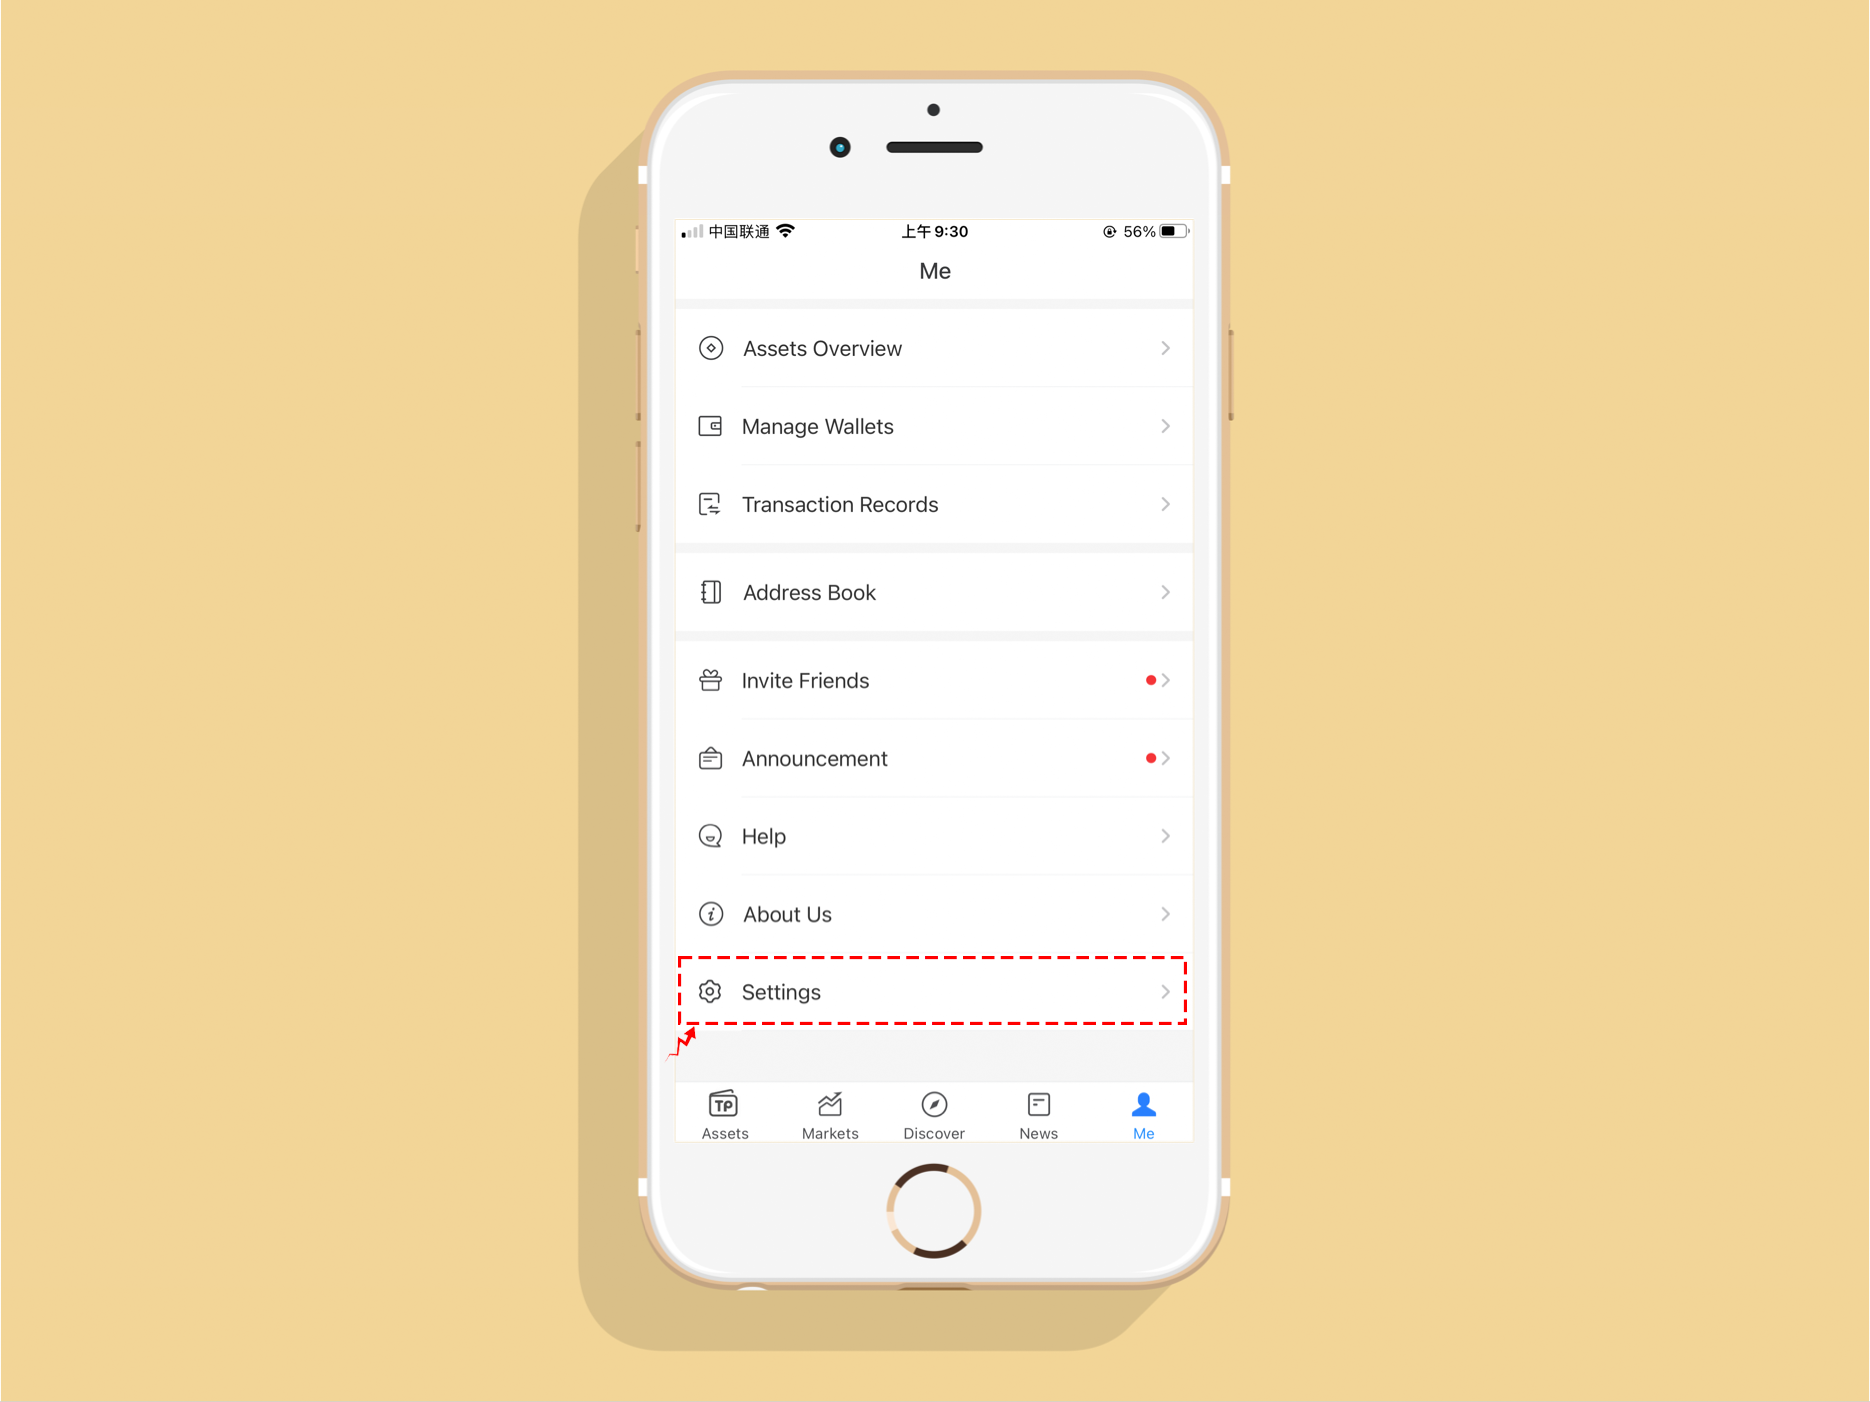 中国联通 上午9:30 56%
Me
Assets Overview
Manage Wallets
Transaction Records
Address Book
Invite Friends
Announcement
Help
About Us
Settings
TP
Assets Markets Discover News Me